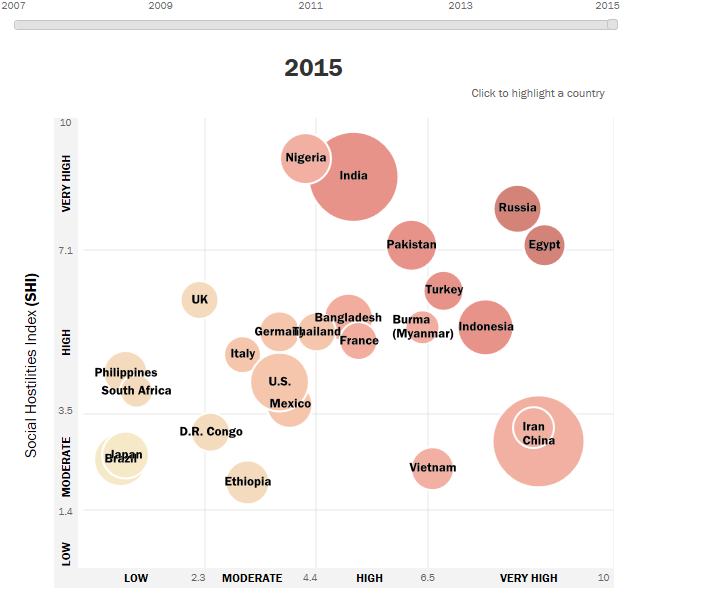 2007 2009 2011 2013 2015
2015
Click to highlight a country
10
VERY HIGH
Nigeria
India
Russia
Pakistan
Egypt
7.1
Turkey
UK
Social Hostilities Index (SHI)
HIGH
Bangladesh
Burma
(Myanmar)
Indonesia
Germany
Thailand
France
Italy
Philippines
U.S.
South Africa
Mexico
3.5
Iran
China
D.R. Congo
MODERATE
Japan
Brazil
Vietnam
Ethiopia
1.4
LOW
LOW 2.3 MODERATE 4.4 HIGH 6.5 VERY HIGH 10